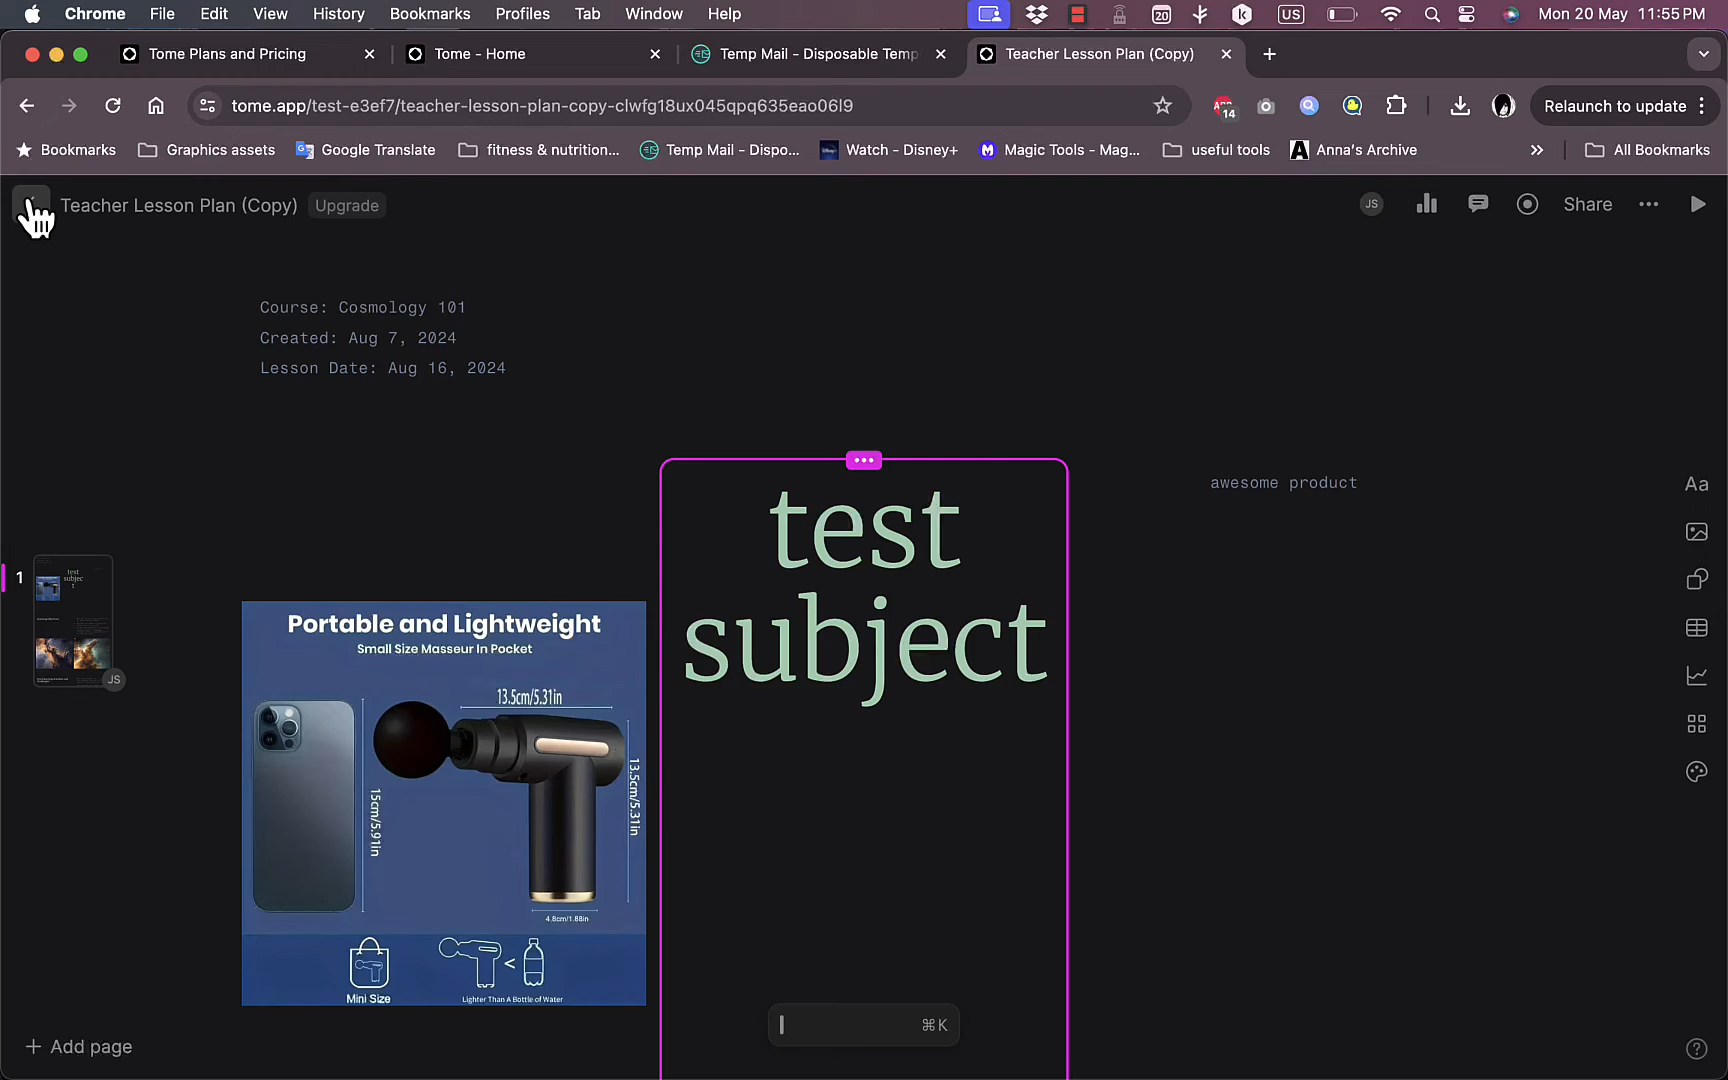 Chrome File Edit View History Bookmarks Profiles Tab Window Help 20 US Mon 20 May 11:55 PM
Tome Plans and Pricing Tome - Home Temp Mail - Disposable Temp Teacher Lesson Plan (Copy)
tome.app/test-e3ef7/teacher-lesson-plan-copy-clwfg18ux045qpq635eao06l9 ABP 14 Relaunch to update
Bookmarks Graphics assets Google Translate fitness & nutrition... Temp Mail - Dispo... Watch - Disney+ Magic Tools - Mag... useful tools Anna's Archive » All Bookmarks
Teacher Lesson Plan (Copy) Upgrade JS Share
Course: Cosmology 101
Created: Aug 7, 2024
Lesson Date: Aug 16, 2024
test
subject
awesome product
Aa
1
test
subjec
t
JS
Portable and Lightweight
Small Size Masseur In Pocket
13.5cm/5.31in
13.5cm/5.31in
15cm/5.91in
4.8cm/1.88in
<
Mini Size
Lighter Than A Bottle of Water
⌘K
+ Add page
?